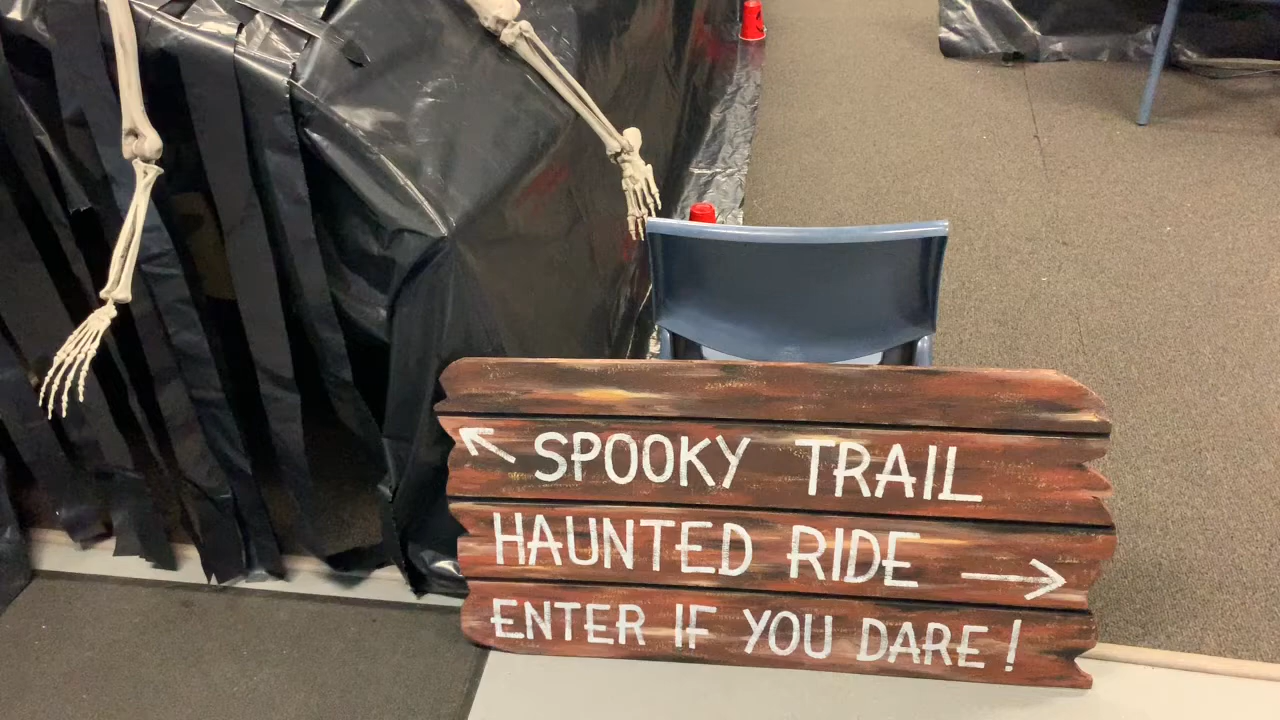 ← SPOOKY TRAIL
HAUNTED RIDE →
ENTER IF YOU DARE!